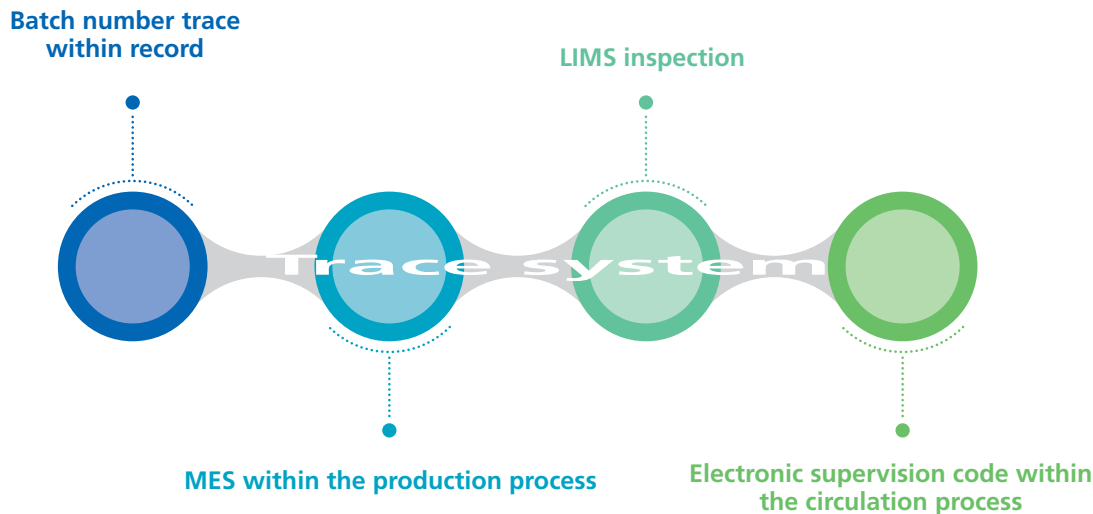 Batch number trace
within record
LIMS inspection
Trace system
MES within the production process
Electronic supervision code within
the circulation process